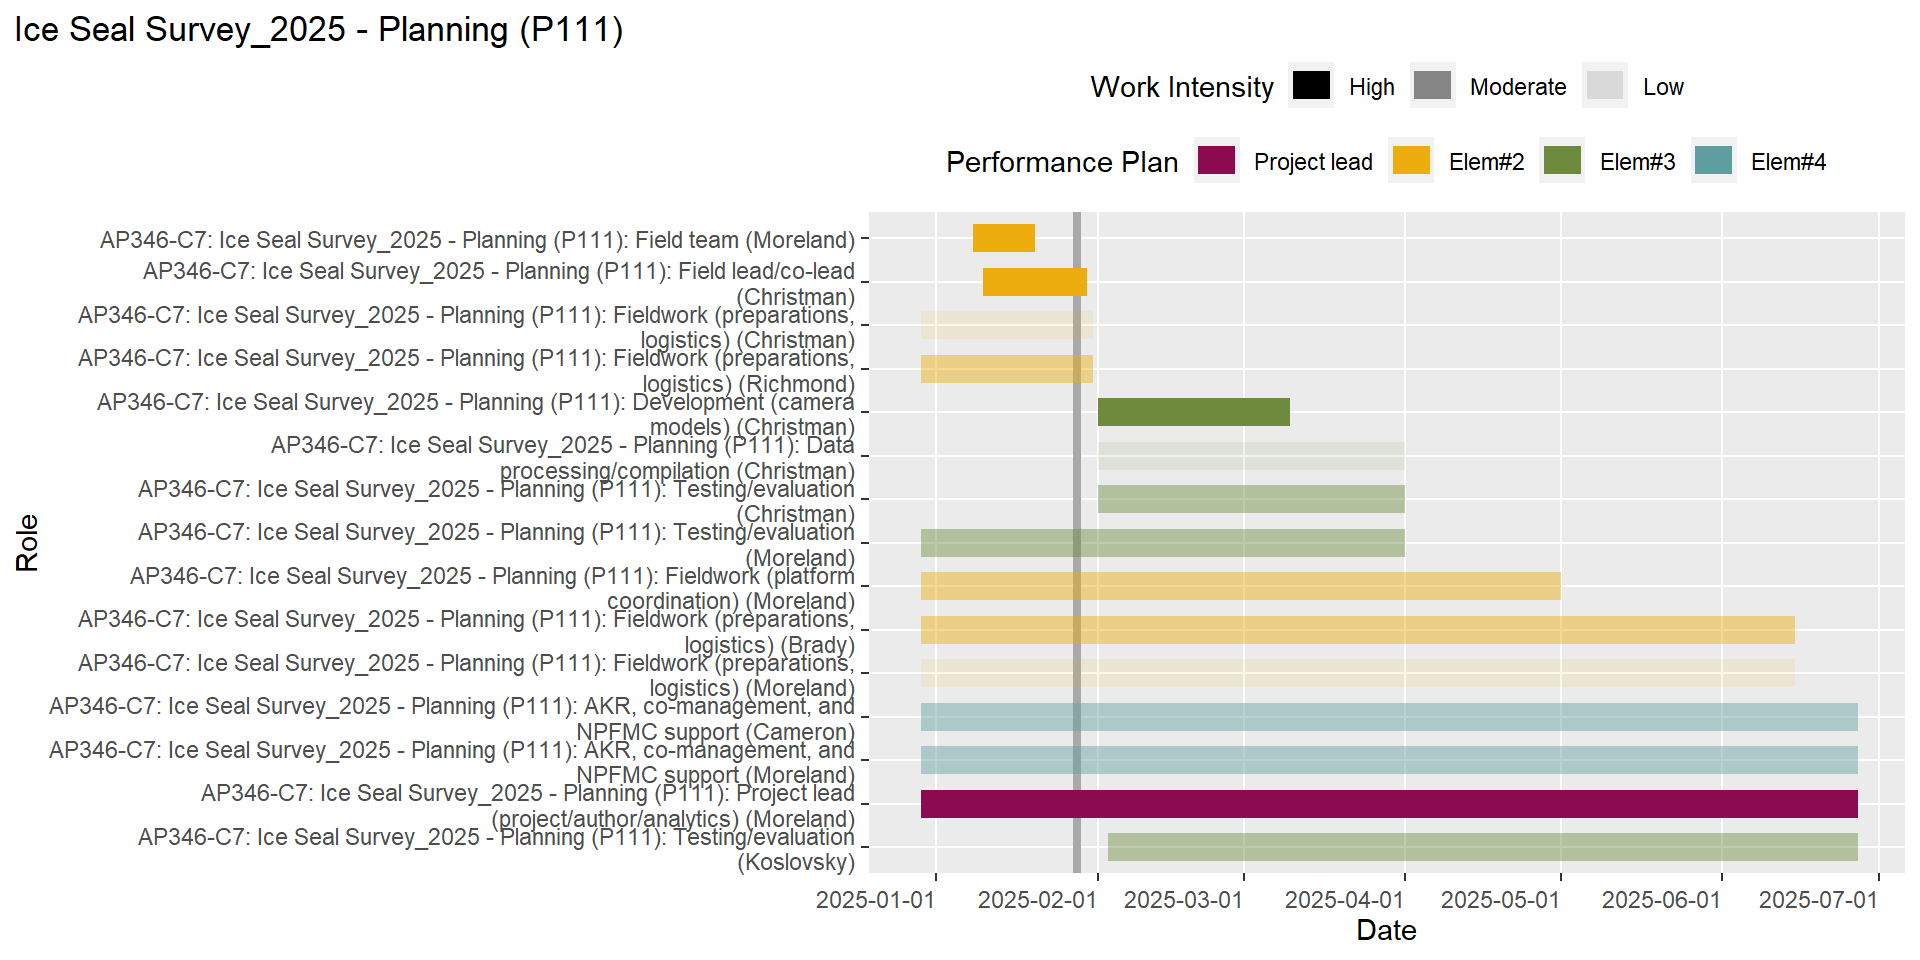 Ice Seal Survey_2025 - Planning (P111)
Work Intensity High Moderate Low
Performance Plan Project lead Elem#2 Elem#3 Elem#4
AP346-C7: Ice Seal Survey_2025 - Planning (P111): Field team (Moreland)
AP346-C7: Ice Seal Survey_2025 - Planning (P111): Field lead/co-lead
(Christman)
AP346-C7: Ice Seal Survey_2025 - Planning (P111): Fieldwork (preparations,
logistics) (Christman)
AP346-C7: Ice Seal Survey_2025 - Planning (P111): Fieldwork (preparations,
logistics) (Richmond)
AP346-C7: Ice Seal Survey_2025 - Planning (P111): Development (camera
models) (Christman)
AP346-C7: Ice Seal Survey_2025 - Planning (P111): Data
processing/compilation (Christman)
AP346-C7: Ice Seal Survey_2025 - Planning (P111): Testing/evaluation
(Christman)
AP346-C7: Ice Seal Survey_2025 - Planning (P111): Testing/evaluation
(Moreland)
AP346-C7: Ice Seal Survey_2025 - Planning (P111): Fieldwork (platform
coordination) (Moreland)
AP346-C7: Ice Seal Survey_2025 - Planning (P111): Fieldwork (preparations,
logistics) (Brady)
AP346-C7: Ice Seal Survey_2025 - Planning (P111): Fieldwork (preparations,
logistics) (Moreland)
AP346-C7: Ice Seal Survey_2025 - Planning (P111): AKR, co-management, and
NPFMC support (Cameron)
AP346-C7: Ice Seal Survey_2025 - Planning (P111): AKR, co-management, and
NPFMC support (Moreland)
AP346-C7: Ice Seal Survey_2025 - Planning (P111): Project lead
(project/author/analytics) (Moreland)
AP346-C7: Ice Seal Survey_2025 - Planning (P111): Testing/evaluation
(Koslovsky)
Role
2025-01-01 2025-02-01 2025-03-01 2025-04-01 2025-05-01 2025-06-01 2025-07-01
Date